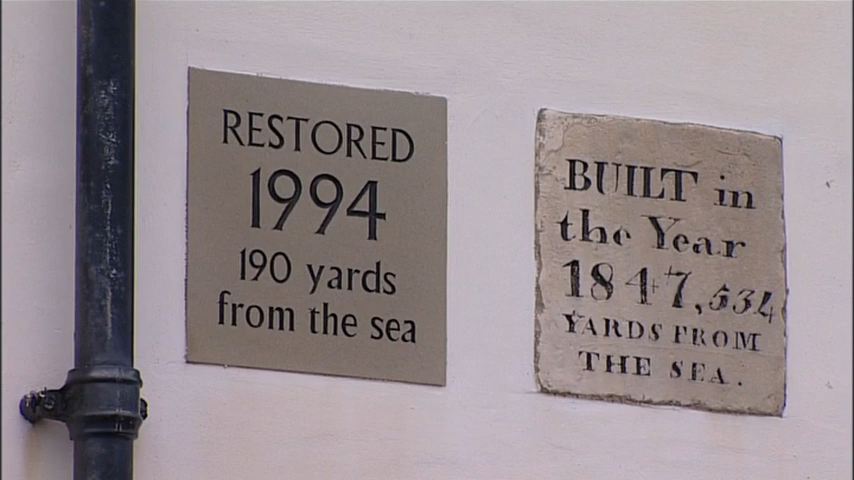 RESTORED
1994
190 yards
from the sea
BUILT in
the Year
1847, 534
YARDS FROM
THE SEA.